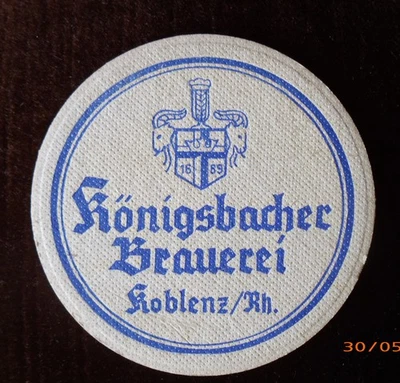 16 89
Königsbacher
Brauerei
Koblenz/Rh.
30/05